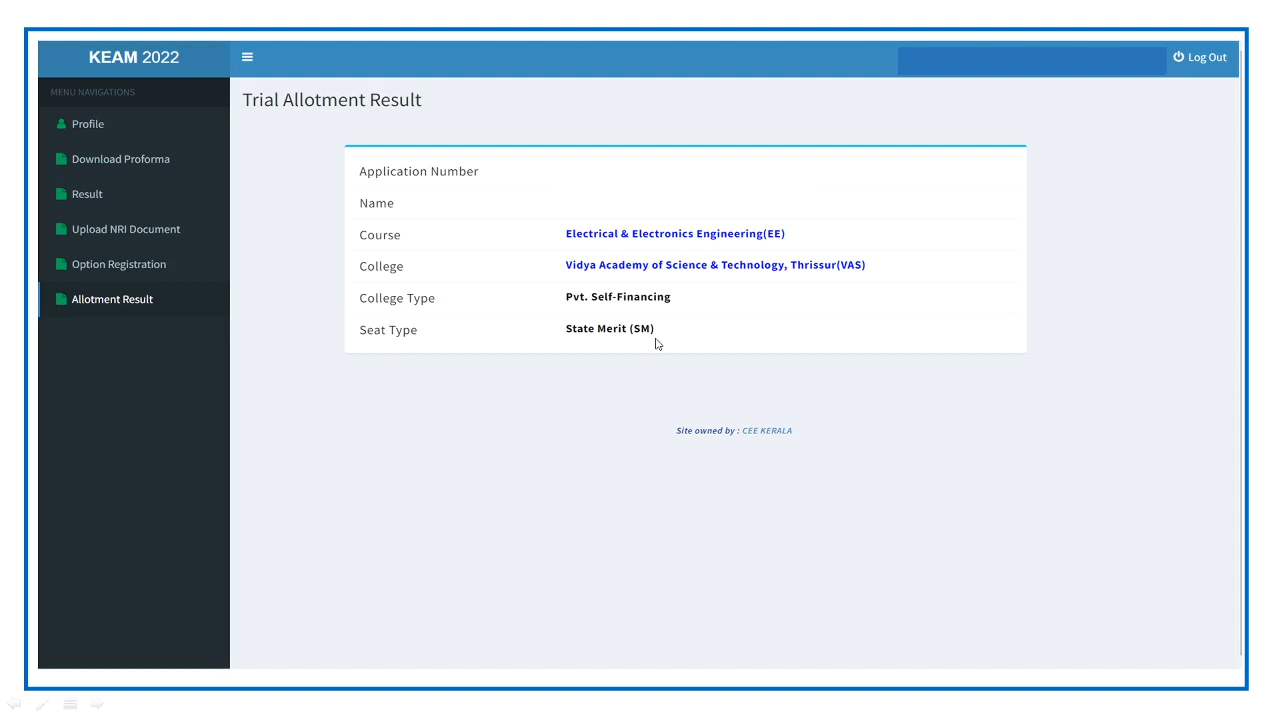 KEAM 2022
Log Out
MENU NAVIGATIONS
Profile
Download Proforma
Result
Upload NRI Document
Option Registration
Allotment Result
Trial Allotment Result
Application Number
Name
Course Electrical & Electronics Engineering(EE)
College Vidya Academy of Science & Technology, Thrissur(VAS)
College Type Pvt. Self-Financing
Seat Type State Merit (SM)
Site owned by : CEE KERALA